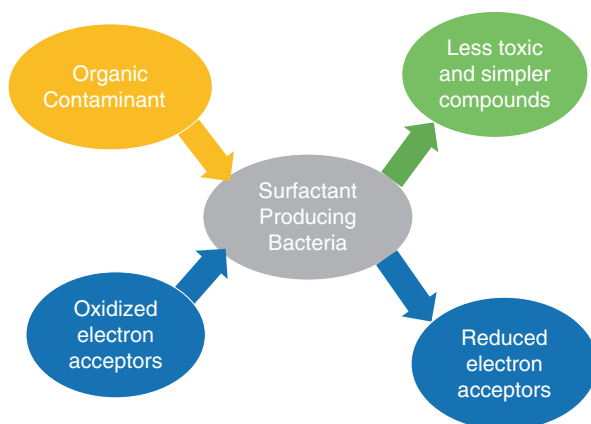 Organic
Contaminant
Less toxic
and simpler
compounds
Surfactant
Producing
Bacteria
Oxidized
electron
acceptors
Reduced
electron
acceptors